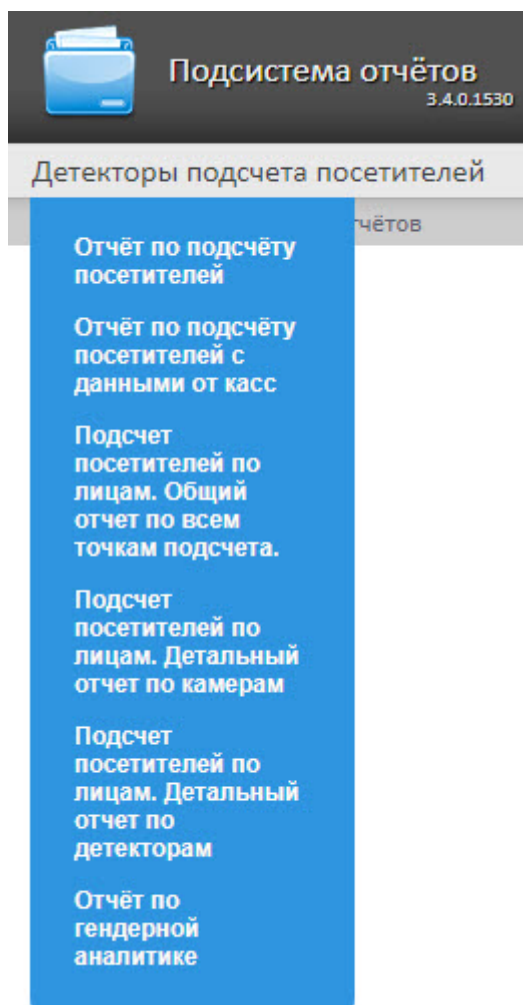 Подсистема отчётов
3.4.0.1530
Детекторы подсчета посетителей
чётов
Отчёт по подсчёту
посетителей
Отчёт по подсчёту
посетителей с
данными от касс
Подсчет
посетителей по
лицам. Общий
отчет по всем
точкам подсчета.
Подсчет
посетителей по
лицам. Детальный
отчет по камерам
Подсчет
посетителей по
лицам. Детальный
отчет по
детекторам
Отчёт по
гендерной
аналитике